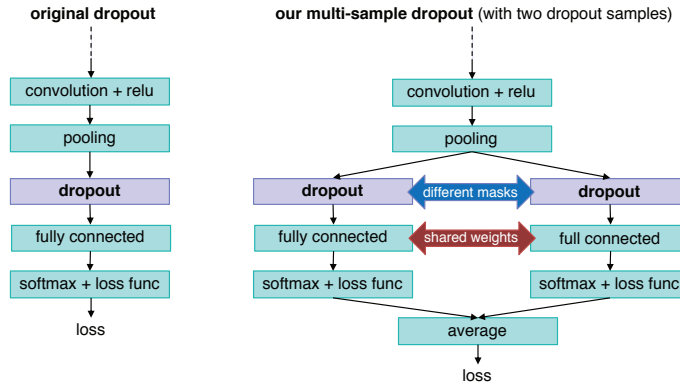 original dropout
convolution + relu
pooling
dropout
fully connected
softmax + loss func
loss
our multi-sample dropout (with two dropout samples)
convolution + relu
pooling
dropout
different masks
dropout
fully connected
shared weights
full connected
softmax + loss func
softmax + loss func
average
loss